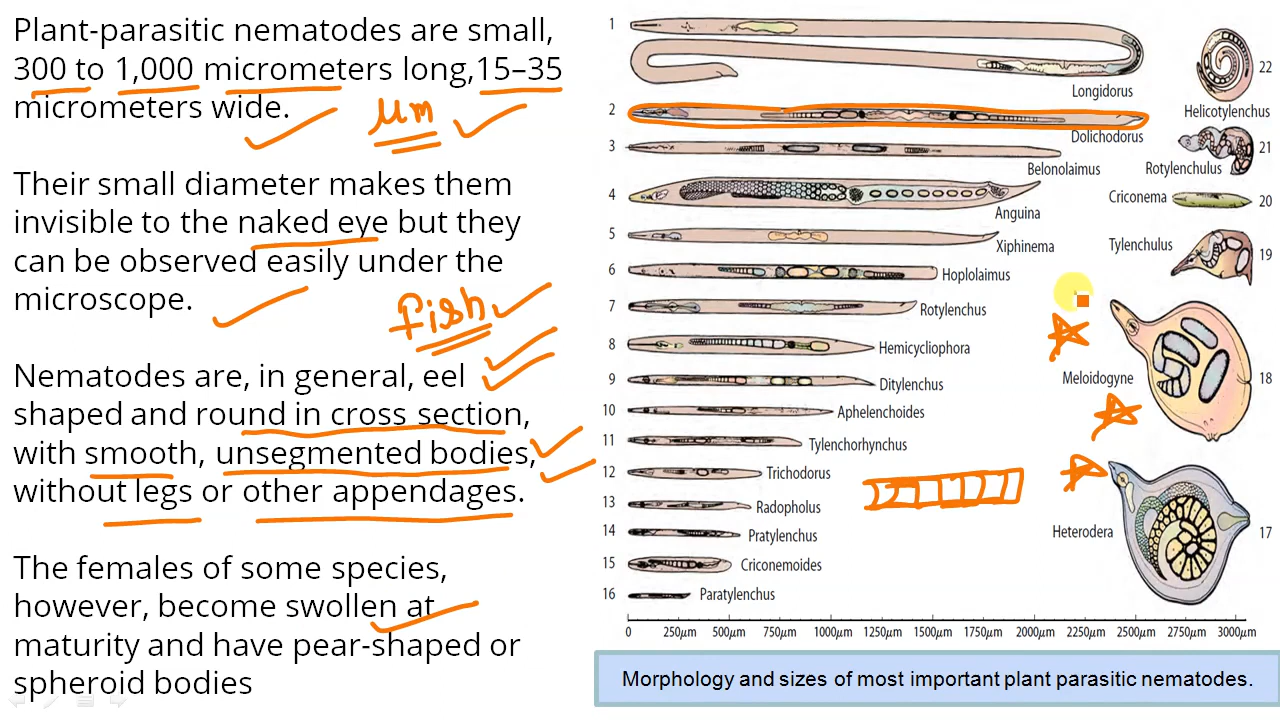 Plant-parasitic nematodes are small,
300 to 1,000 micrometers long,15–35
micrometers wide.
μm
Their small diameter makes them
invisible to the naked eye but they
can be observed easily under the
microscope.
fish
Nematodes are, in general, eel
shaped and round in cross section,
with smooth, unsegmented bodies,
without legs or other appendages.
The females of some species,
however, become swollen at
maturity and have pear-shaped or
spheroid bodies
1
Longidorus
2
Dolichodorus
3
Belonolaimus
4
Anguina
5
Xiphinema
6
Hoplolaimus
7
Rotylenchus
8
Hemicycliophora
9
Ditylenchus
10
Aphelenchoides
11
Tylenchorhynchus
12
Trichodorus
13
Radopholus
14
Pratylenchus
15
Criconemoides
16
Paratylenchus
22
Helicotylenchus
21
Rotylenchulus
Criconema
20
Tylenchulus
19
Meloidogyne
18
Heterodera
17
0 250μm 500μm 750μm 1000μm 1250μm 1500μm 1750μm 2000μm 2250μm 2500μm 2750μm 3000μm
Morphology and sizes of most important plant parasitic nematodes.